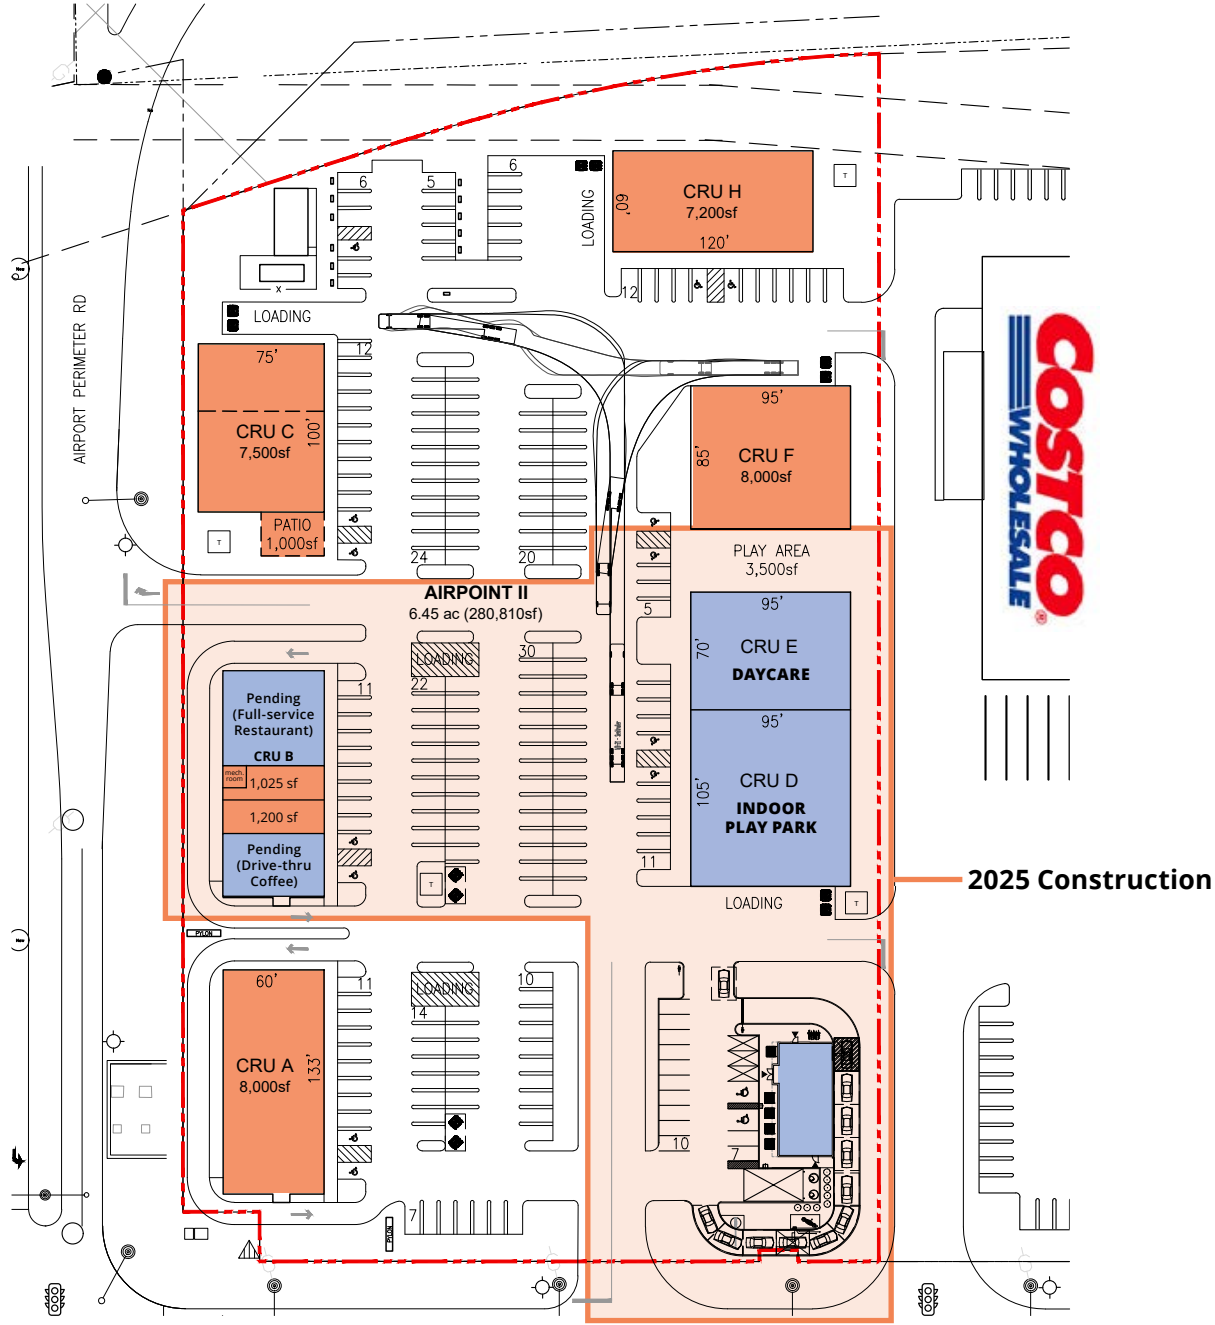 6
5
6
LOADING
CRU H
7,200sf
60'
120'
T
12
X
LOADING
AIRPORT PERIMETER RD
75'
12
CRU C
7,500sf
100'
PATIO
1,000sf
T
24
20
95'
85'
CRU F
8,000sf
COSTCO
WHOLESALE
®
PLAY AREA
3,500sf
AIRPOINT II
6.45 ac (280,810sf)
5
95'
70'
CRU E
DAYCARE
LOADING
22
30
11
Pending
(Full-service
Restaurant)
CRU B
mech.
room
1,025 sf
1,200 sf
Pending
(Drive-thru
Coffee)
95'
105'
CRU D
INDOOR
PLAY PARK
11
T
LOADING
T
2025 Construction
PYLON
60'
11
CRU A
8,000sf
133'
LOADING
14
10
10
7
7
PYLON